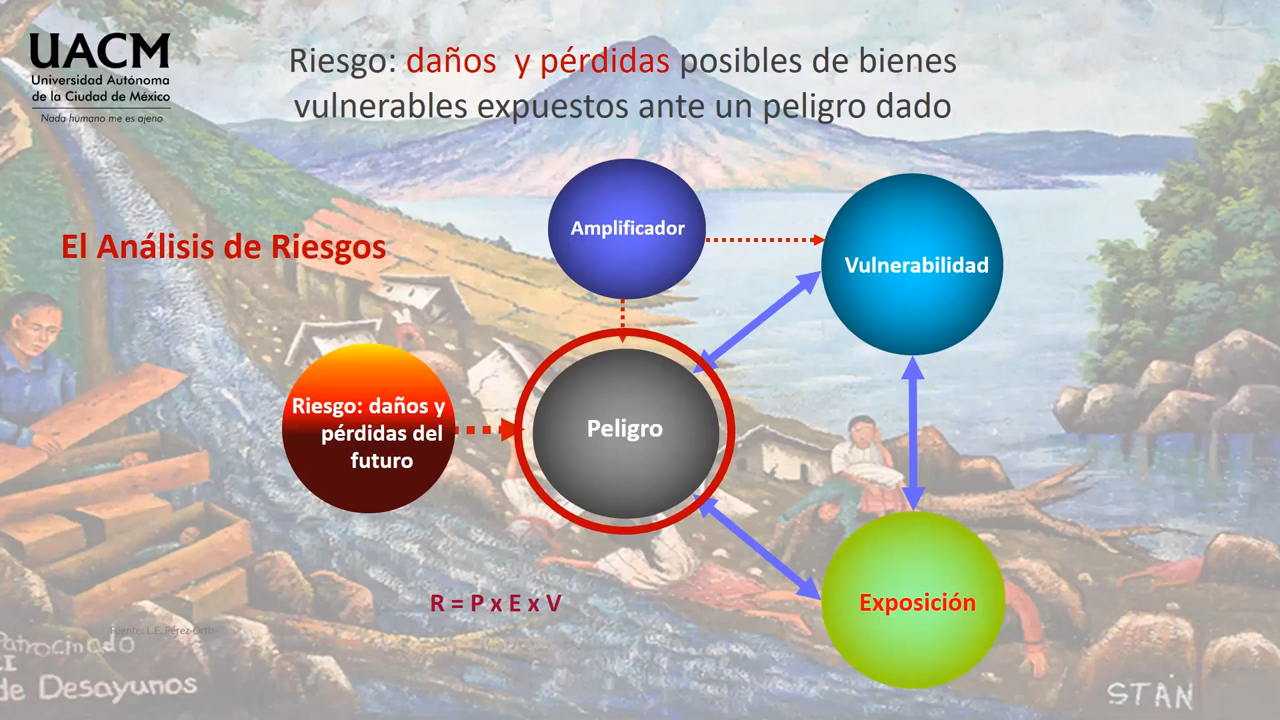 UACM
Universidad Autónoma
de la Ciudad de México
Nada humano me es ajeno
Riesgo: daños y pérdidas posibles de bienes
vulnerables expuestos ante un peligro dado
El Análisis de Riesgos
Amplificador
Vulnerabilidad
Riesgo: daños y
pérdidas del
futuro
Peligro
Exposición
R = P x E x V
Fuente: L.E. Pérez-Ortiz
Patrocinado
de Desayunos
STAN